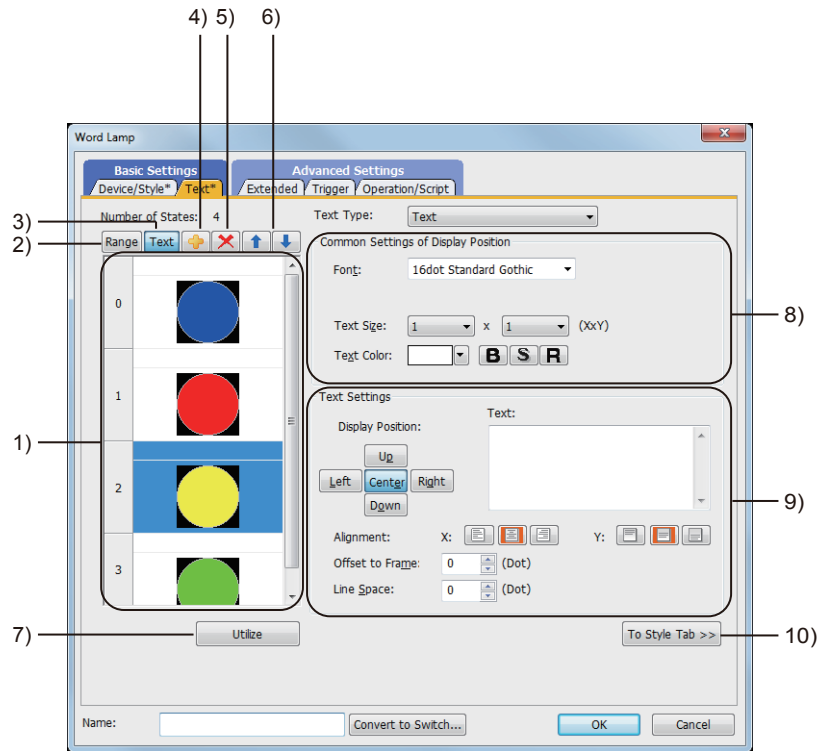 4) 5) 6)
Word Lamp
Basic Settings Advanced Settings
Device/Style* Text* Extended Trigger Operation/Script
Number of States: 4 Text Type: Text
3)
2) Range Text
Common Settings of Display Position
Font: 16dot Standard Gothic
0
8)
Text Size: 1 x 1 (XxY)
Text Color: B S R
1
Text Settings
Text:
Display Position:
1)
Up
Left Center Right
2
9)
Down
Alignment: X: Y:
Offset to Frame: 0 (Dot)
3
Line Space: 0 (Dot)
7) Utilize To Style Tab >> 10)
Name: Convert to Switch... OK Cancel